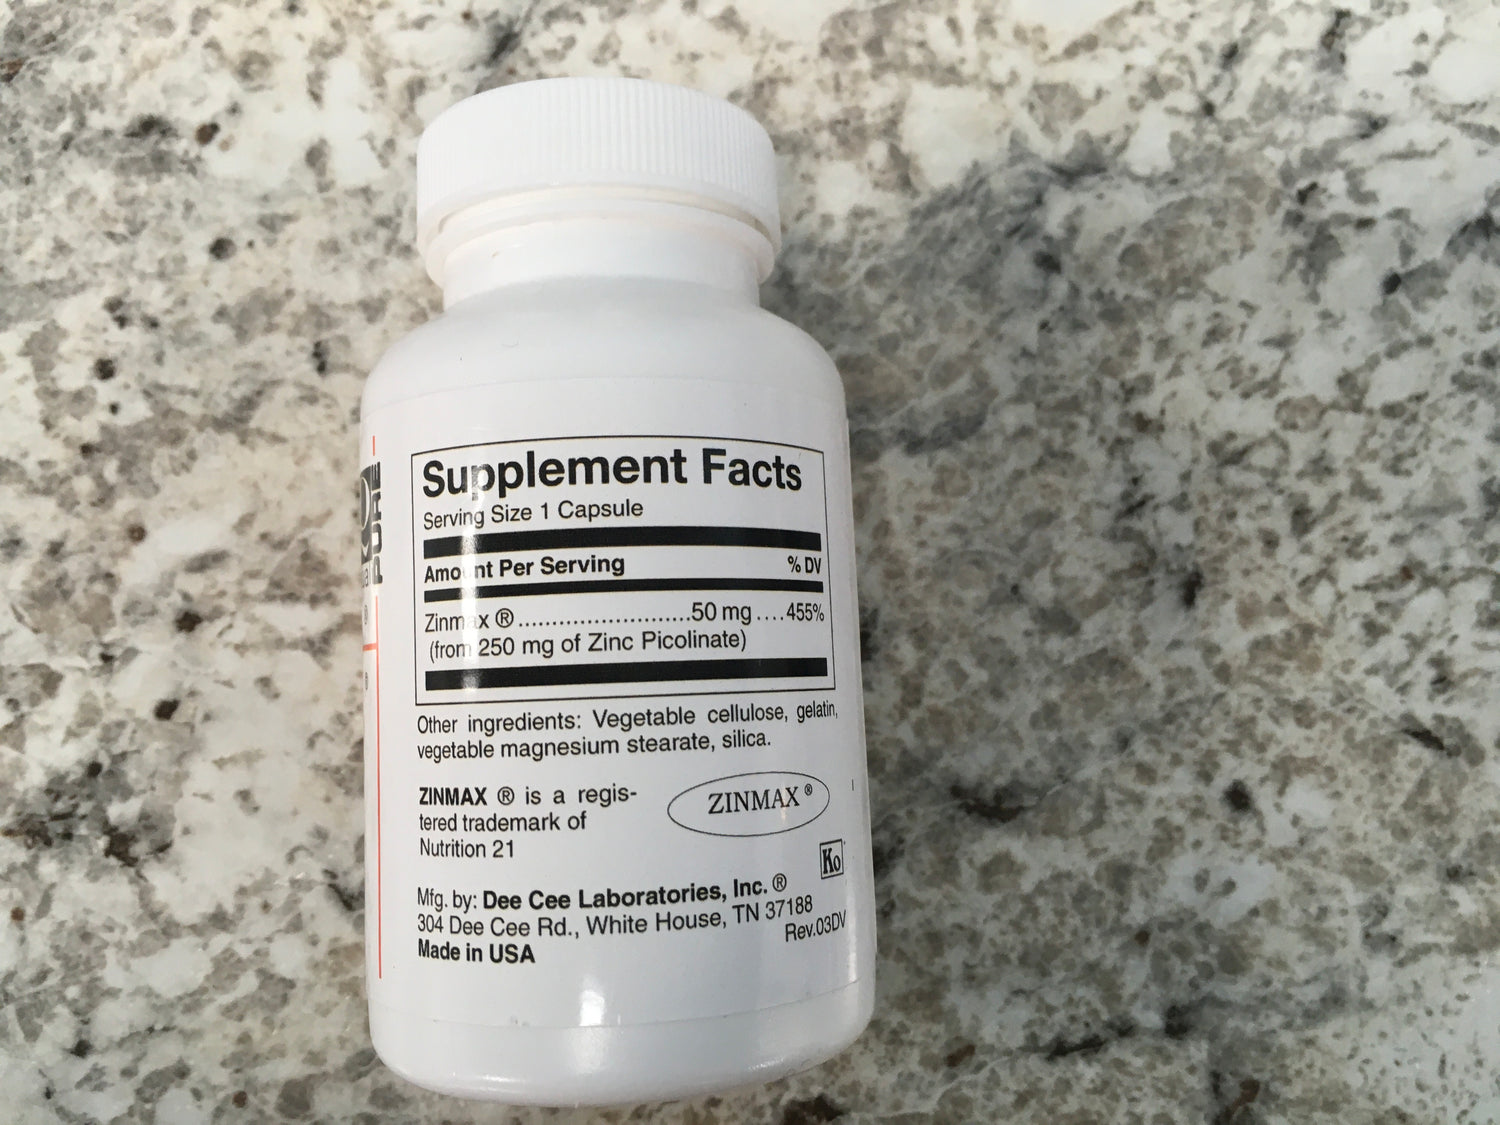 Supplement Facts
Serving Size 1 Capsule
Amount Per Serving % DV
Zinmax ®.........................50 mg ....455%
(from 250 mg of Zinc Picolinate)
Other ingredients: Vegetable cellulose, gelatin,
vegetable magnesium stearate, silica.
ZINMAX ® is a regis-
tered trademark of
Nutrition 21
ZINMAX ®
Ko
Mfg. by: Dee Cee Laboratories, Inc. ®
304 Dee Cee Rd., White House, TN 37188
Rev.03DV
Made in USA
PURE
®
®